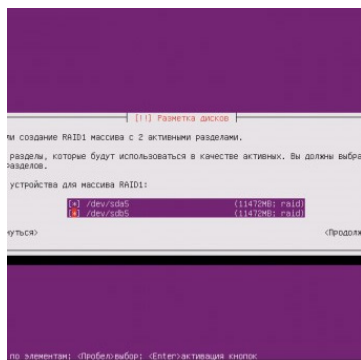 [!!] Разметка дисков
ли создание RAID1 массива с 2 активными разделами.
разделы, которые будут использоваться в качестве активных. Вы должны выбра
разделов.
устройства для массива RAID1:
[*] /dev/sda5 (11472MB; raid)
[*] /dev/sdb5 (11472MB; raid)
нуться> <Продолж
по элементам; <Пробел>выбор; <Enter>активация кнопок